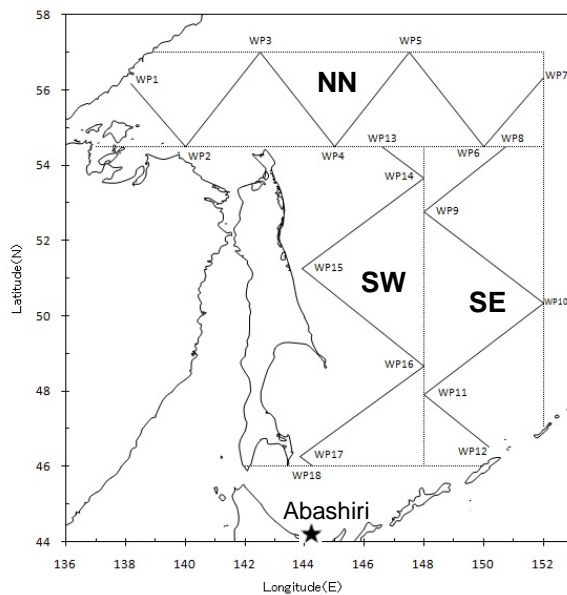 58
WP3
WP5
NN
WP7
WP1
56
WP13
WP8
WP2
WP4
WP6
54
WP14
WP9
52
WP15
SW
SE
WP10
Latitude(N)
50
WP16
WP11
48
WP12
WP17
46
WP18
Abashiri
44
136 138 140 142 144 146 148 150 152
Longitude(E)